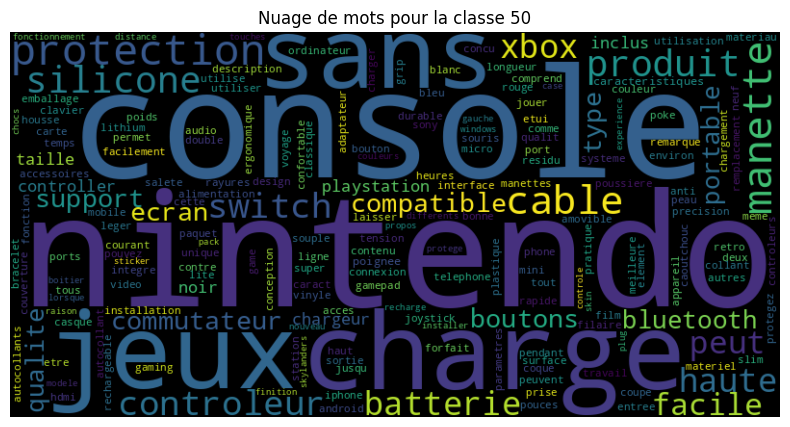 Nuage de mots pour la classe 50
fonctionnement distance touches
protection sans xbox inclus utilisation materiau
ordinateur concu
silicone description charger grip blanc longueur produit
utilise utiliser rouge comprend caracteristiques
emballage clavier bleu jouer couleur
chocs housse poids adaptateur etui case
carte lithium audio ergonomique durable gauche comme type poke
temps permet double voyage confortable classique sony windows qualit portable remarque chargement remplacement neuf
console manette
taille facilement bouton souris port systeme environ
accessoires couleurs micro residu experience
controller salete rayures design playstation heures interface manettes poussiere anti
support alimentation cette laisser compatible cable peau
mobile ecran switch differents bonne amovible precision meme
leger paquet pack souple tension propos phone pratique retro
bracelet couverture fonction courant pouvez unique game ligne contenu poignee protege plastique mini meilleure element appareil caoutchouc deux controleurs
ports contre super connexion telephone tout collant
tous integre lite conception caract gamepad rapide skin autres
boitier sticker video noir vinyle recharge controle film protegez
nintendo
lorsque raison installation nouveau acces installer plug filaire
casque commutateur chargeur joystick boutons bluetooth
autocollants qualite etre autocollant station skylanders haut forfait parametres pendant surface travail peut materiel slim
gaming rechargeable sortie jusqu coque peuvent
jeux charge haute
modele finition iphone prise coupe
hdmi controleur android batterie pouces entree facile